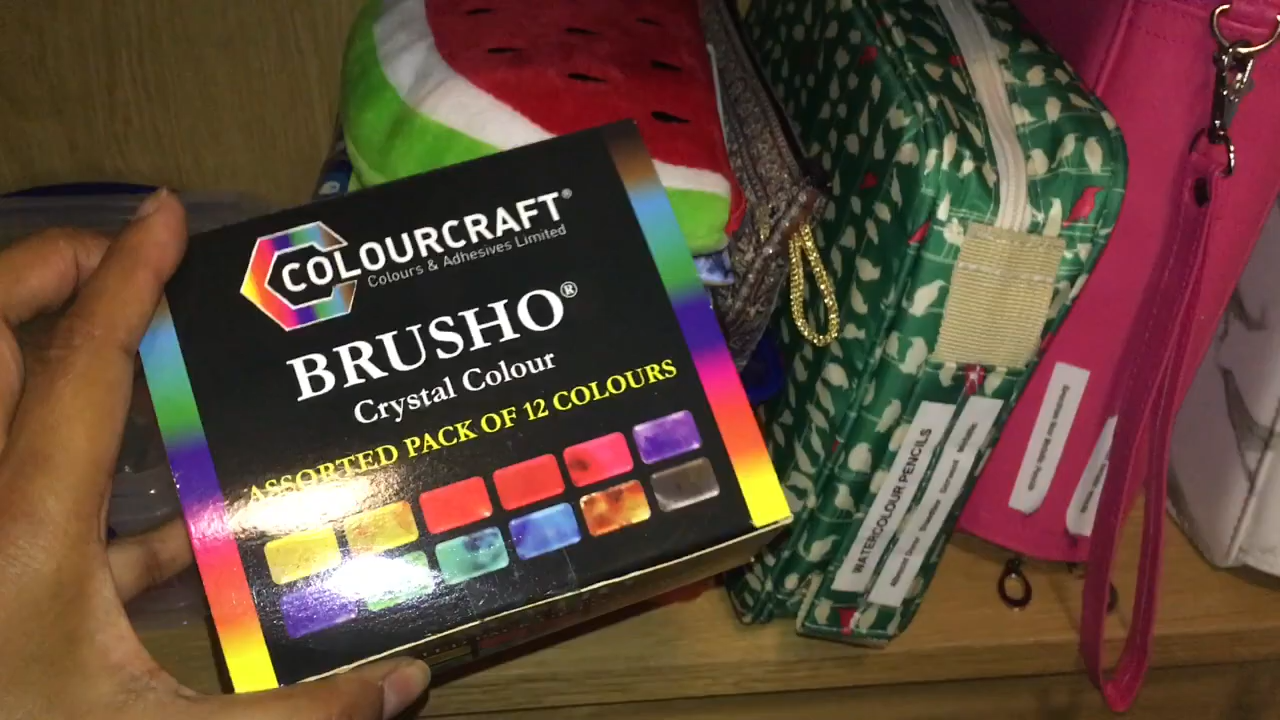 COLOURCRAFT®
Colours & Adhesives Limited
BRUSHO®
Crystal Colour
ASSORTED PACK OF 12 COLOURS
WATERCOLOUR PENCILS